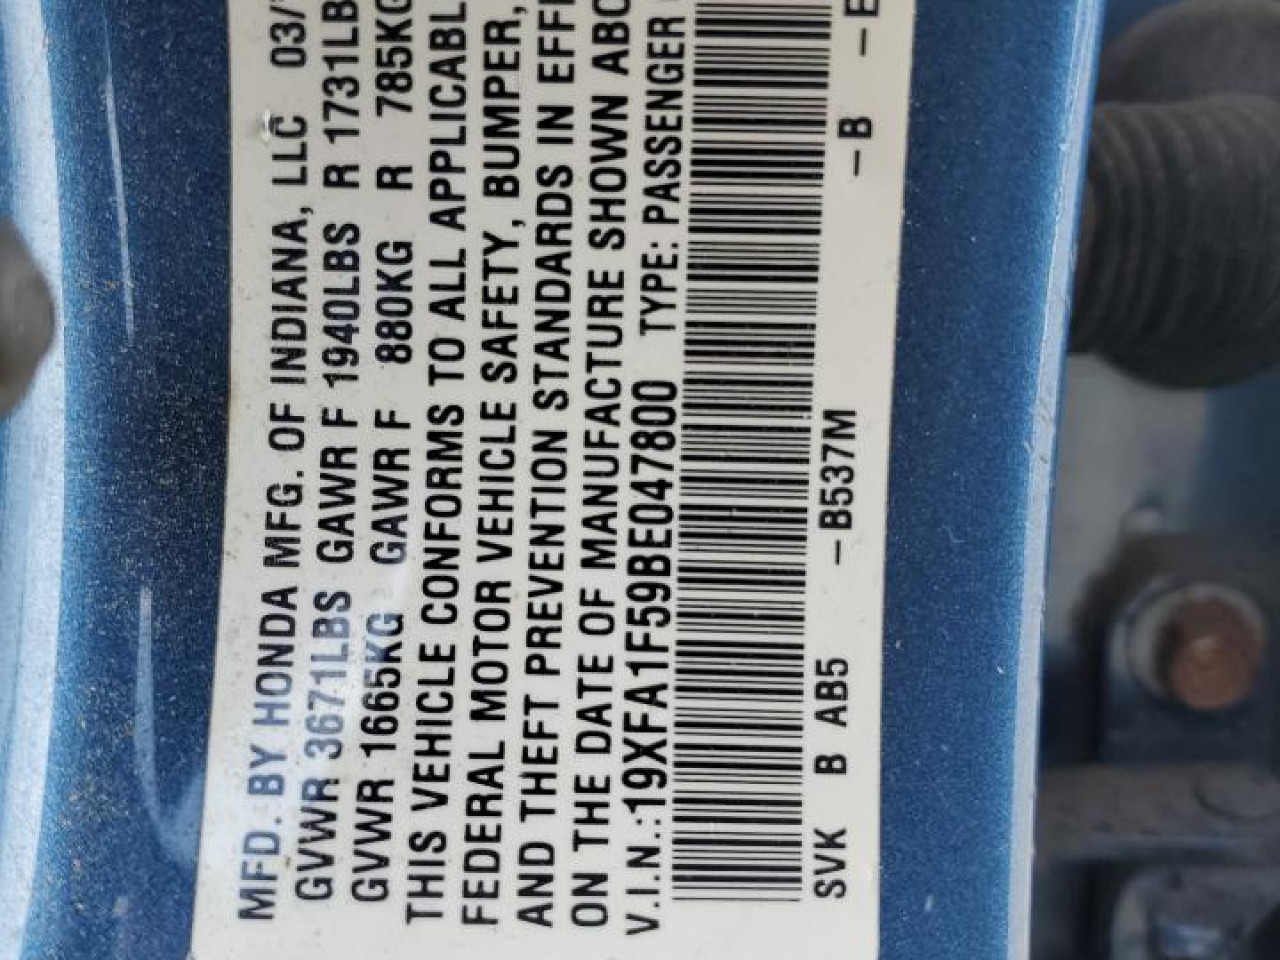 MFD. BY HONDA MFG. OF INDIANA, LLC 03/
GVWR 3671LBS GAWR F 1940LBS R 1731LB
GVWR 1665KG GAWR F 880KG R 785KG
THIS VEHICLE CONFORMS TO ALL APPLICABL
FEDERAL MOTOR VEHICLE SAFETY, BUMPER,
AND THEFT PREVENTION STANDARDS IN EFF
ON THE DATE OF MANUFACTURE SHOWN ABO
V.I.N.:19XFA1F59BE047800 TYPE: PASSENGER
SVK B AB5 -B537M -B -E